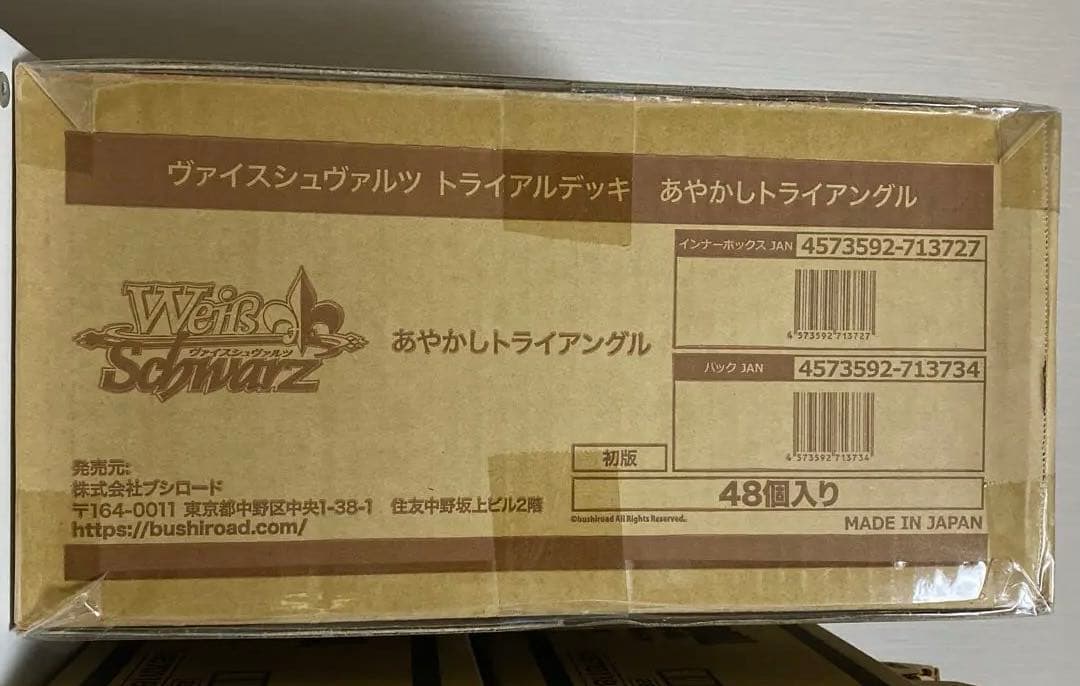 ヴァイスシュヴァルツ トライアルデッキ あやかしトライアングル
インナーボックス JAN 4573592-713727
4 573592 713727
Weiß
ヴァイスシュヴァルツ
Schwarz
あやかしトライアングル
パック JAN 4573592-713734
4 573592 713734
初版
48個入り
発売元:
株式会社ブシロード
〒164-0011 東京都中野区中央1-38-1 住友中野坂上ビル2階
https://bushiroad.com/
©bushiroad All Rights Reserved.
MADE IN JAPAN